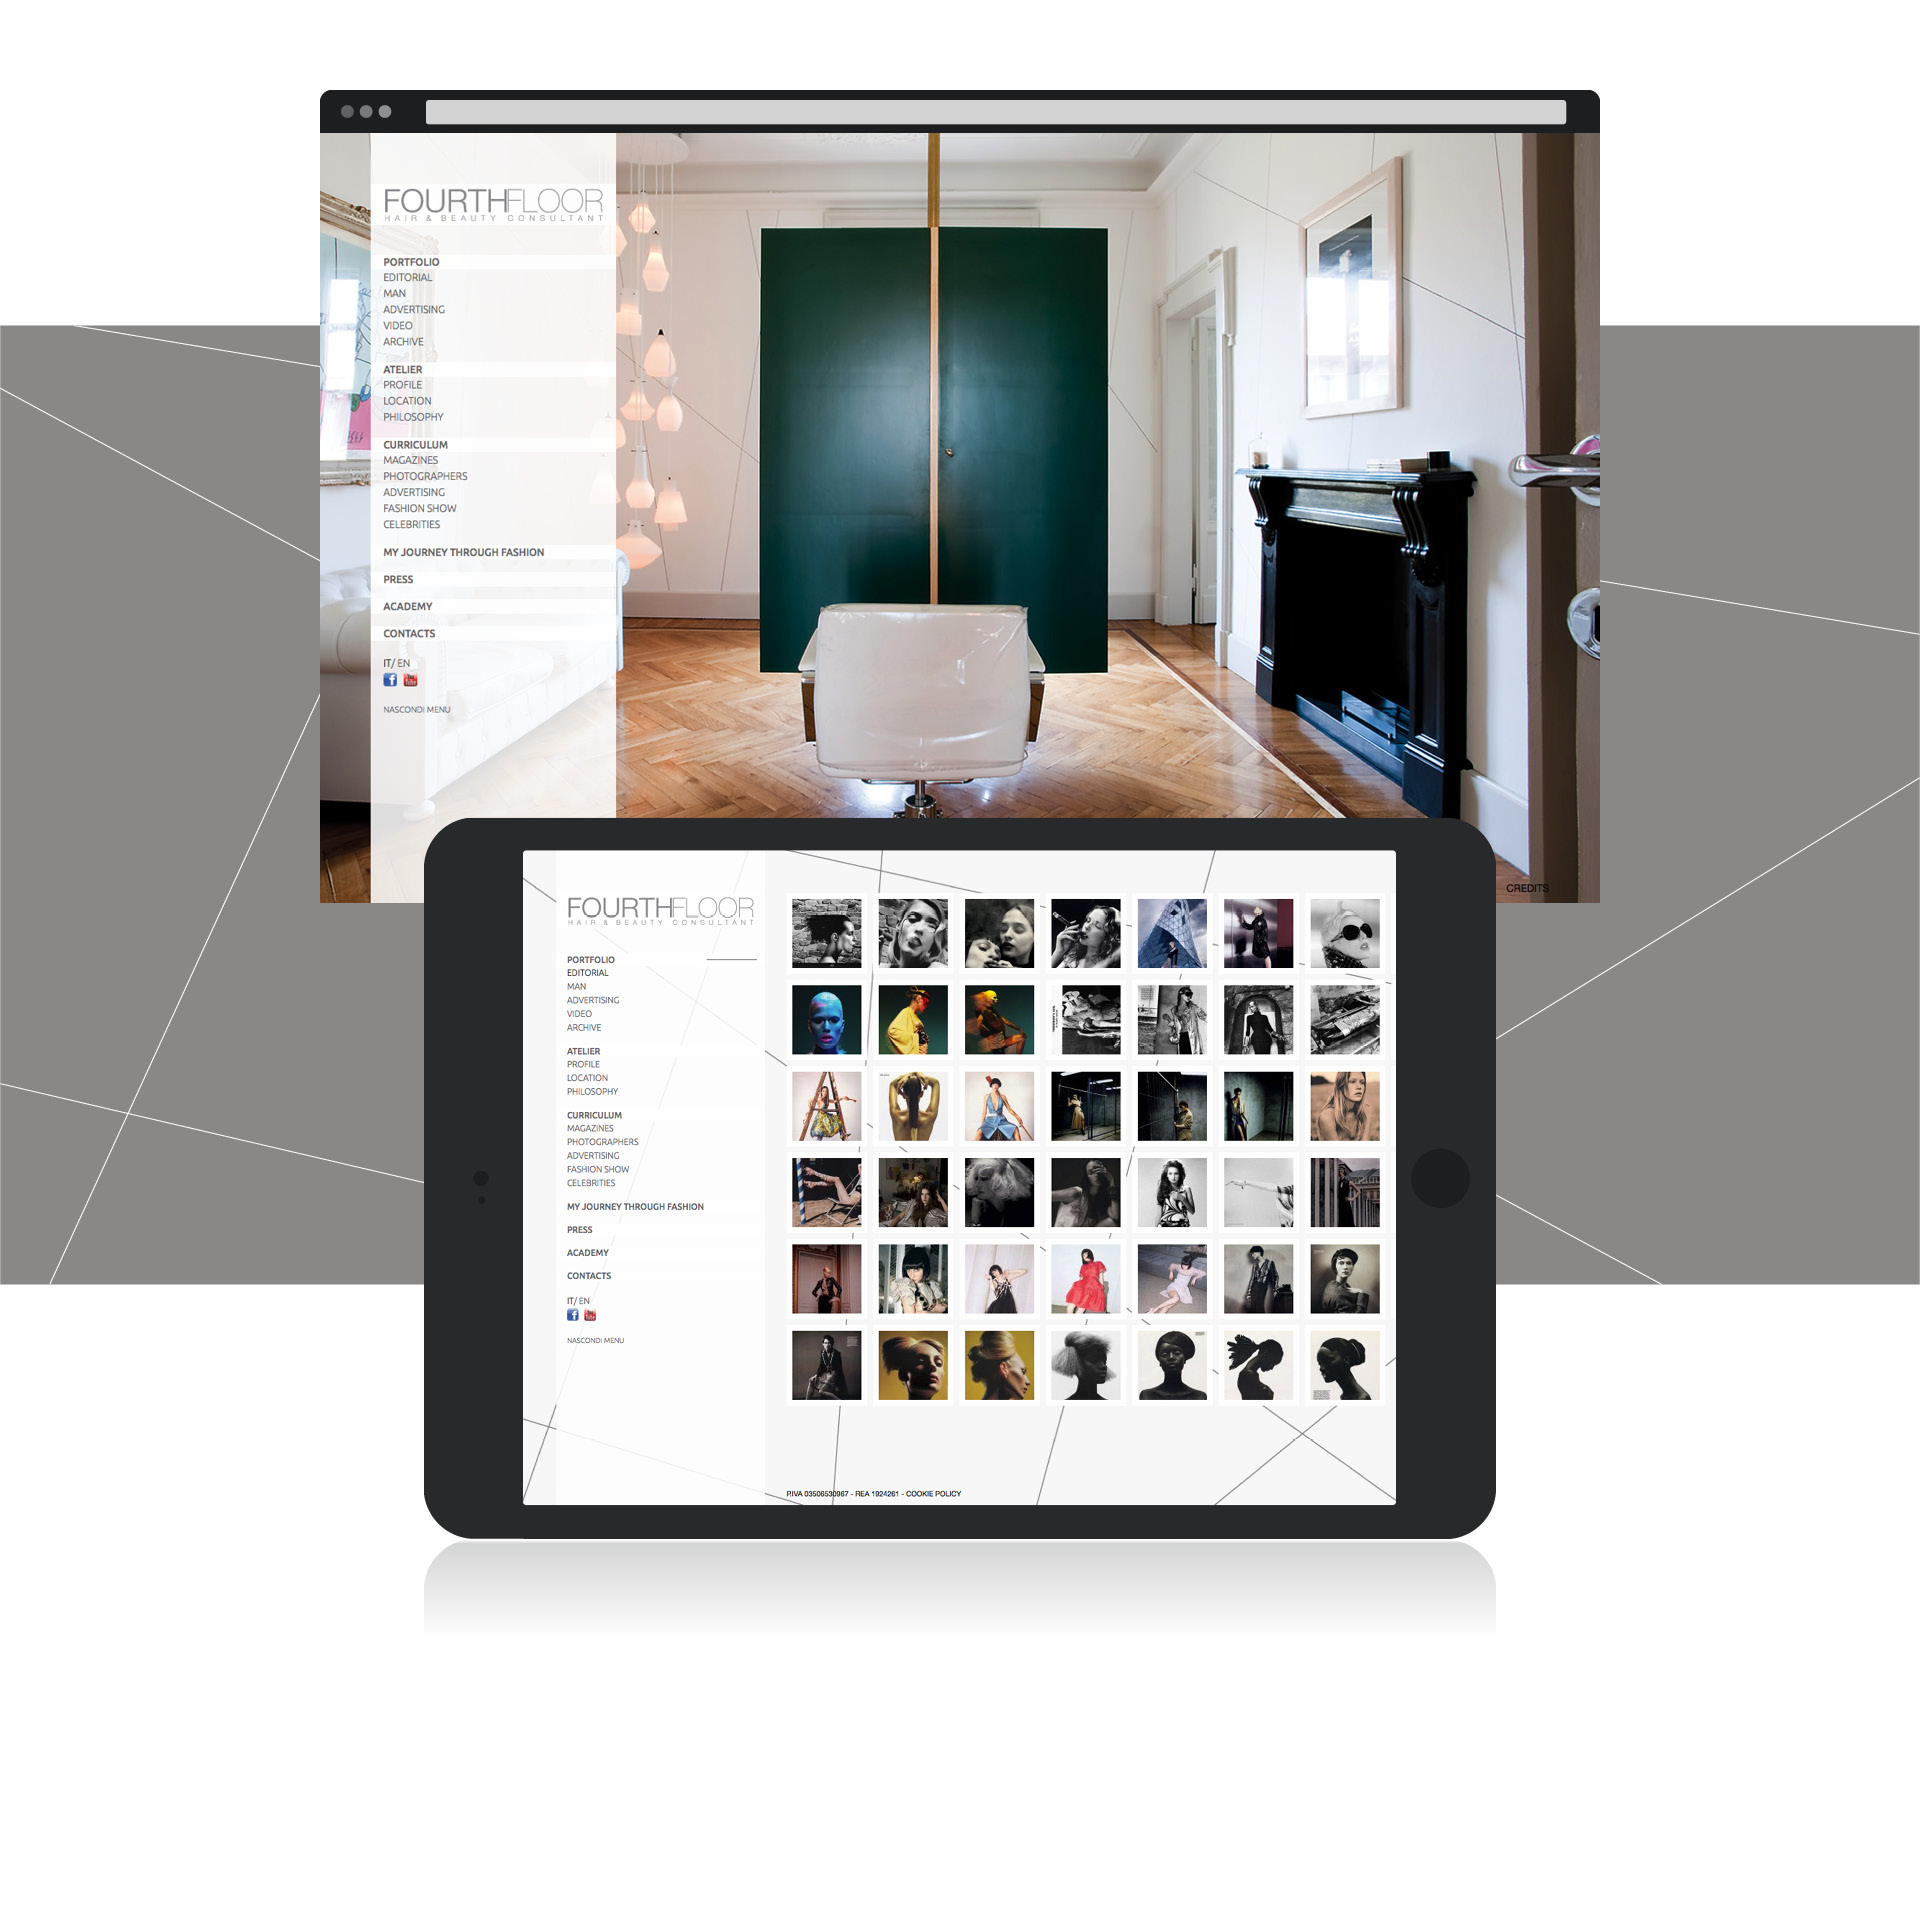 FOURTHFLOOR
HAIR & BEAUTY CONSULTANT
PORTFOLIO
EDITORIAL
MAN
ADVERTISING
VIDEO
ARCHIVE
ATELIER
PROFILE
LOCATION
PHILOSOPHY
CURRICULUM
MAGAZINES
PHOTOGRAPHERS
ADVERTISING
FASHION SHOW
CELEBRITIES
MY JOURNEY THROUGH FASHION
PRESS
ACADEMY
CONTACTS
IT/ EN
NASCONDI MENU
CREDITS
FOURTHFLOOR
HAIR & BEAUTY CONSULTANT
PORTFOLIO
EDITORIAL
MAN
ADVERTISING
VIDEO
ARCHIVE
ATELIER
PROFILE
LOCATION
PHILOSOPHY
CURRICULUM
MAGAZINES
PHOTOGRAPHERS
ADVERTISING
FASHION SHOW
CELEBRITIES
MY JOURNEY THROUGH FASHION
PRESS
ACADEMY
CONTACTS
IT/ EN
NASCONDI MENU
P.IVA 03506530967 - REA 1924261 - COOKIE POLICY